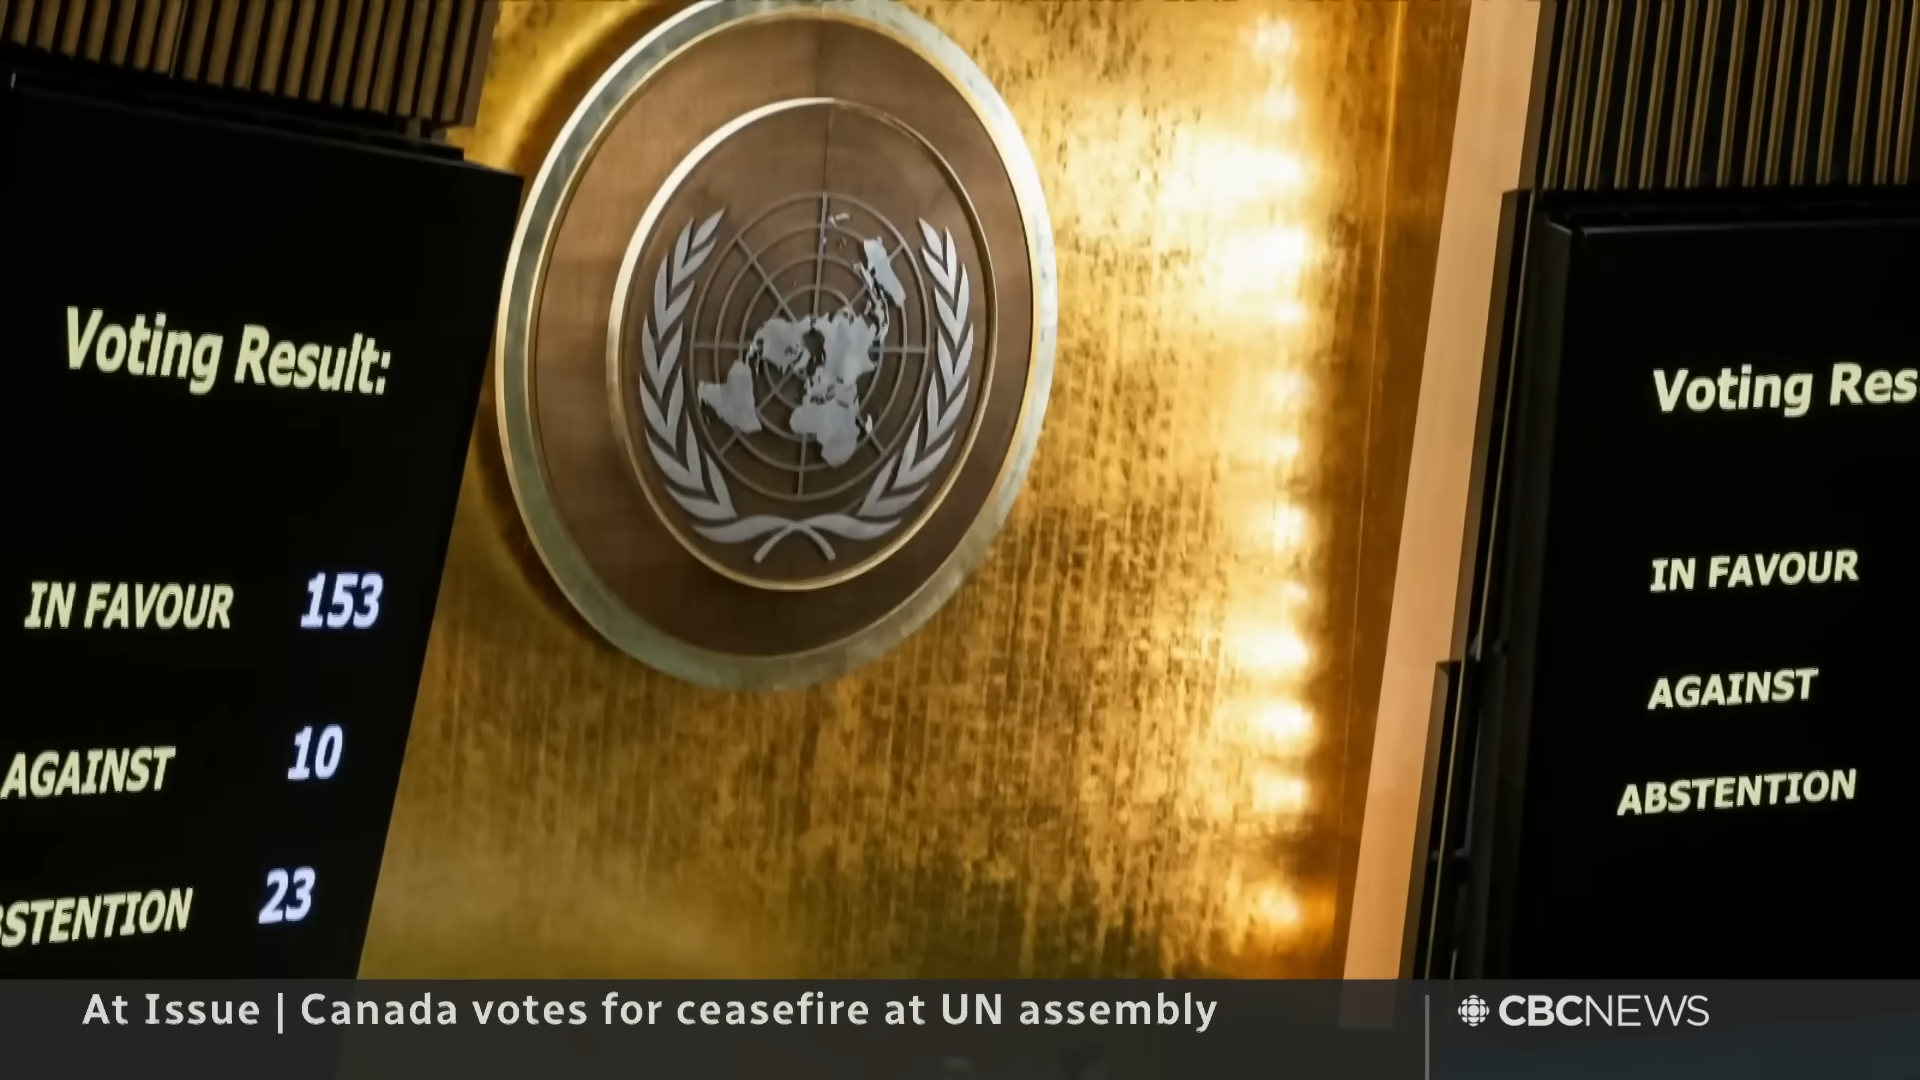 Voting Result:
IN FAVOUR 153
AGAINST 10
BSTENTION 23
Voting Res
IN FAVOUR
AGAINST
ABSTENTION
At Issue | Canada votes for ceasefire at UN assembly
CBCNEWS